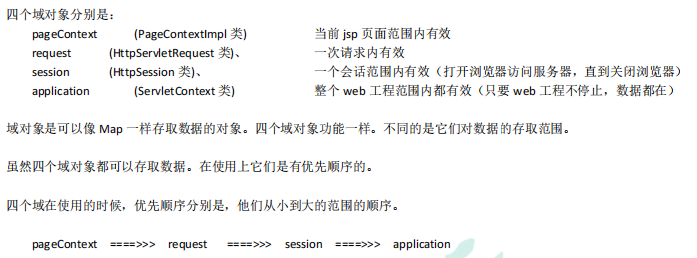 四个域对象分别是：
pageContext (PageContextImpl 类) 当前 jsp 页面范围内有效
request (HttpServletRequest 类)、 一次请求内有效
session (HttpSession 类)、 一个会话范围内有效（打开浏览器访问服务器，直到关闭浏览器）
application (ServletContext 类) 整个 web 工程范围内都有效（只要 web 工程不停止，数据都在）
域对象是可以像 Map 一样存取数据的对象。四个域对象功能一样。不同的是它们对数据的存取范围。
虽然四个域对象都可以存取数据。在使用上它们是有优先顺序的。
四个域在使用的时候，优先顺序分别是，他们从小到大的范围的顺序。
pageContext ====>>> request ====>>> session ====>>> application